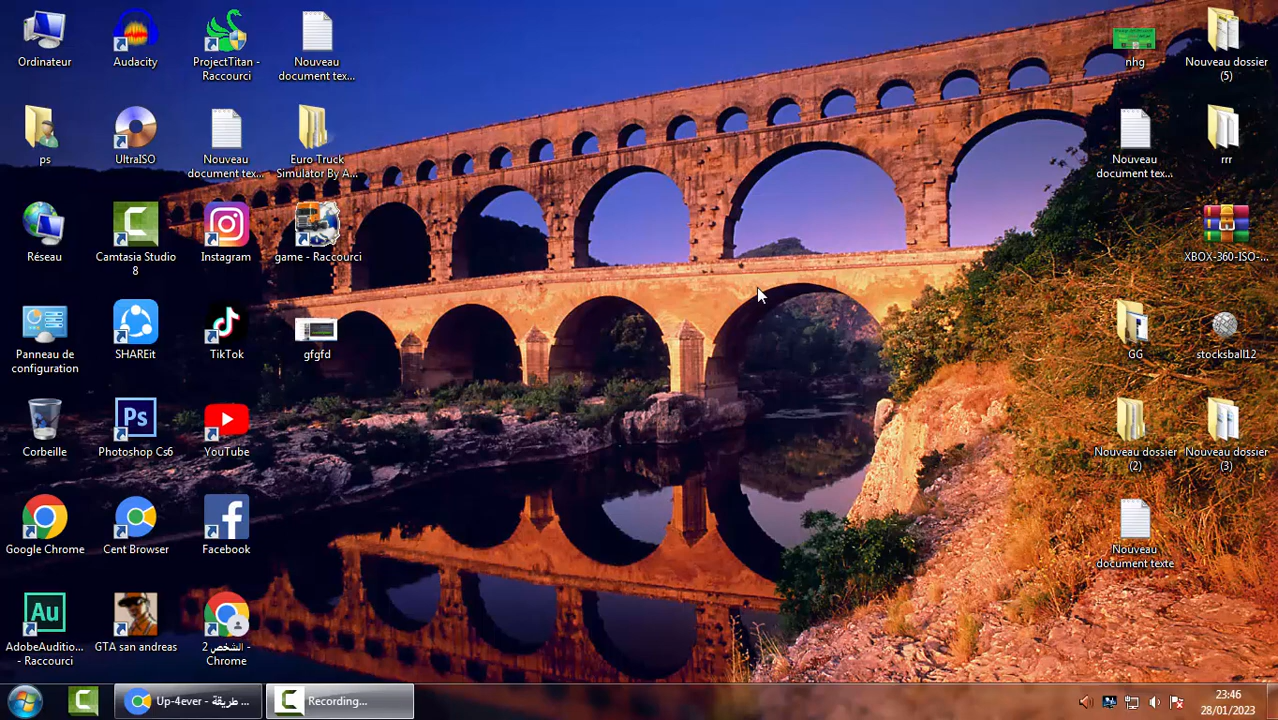 Ordinateur
Audacity
ProjectTitan -
Raccourci
Nouveau
document tex...
ps
UltraISO
Nouveau
document tex...
Euro Truck
Simulator By A...
Réseau
Camtasia Studio
8
Instagram
game - Raccourci
Panneau de
configuration
SHAREit
TikTok
gfgfd
Corbeille
Ps
Photoshop Cs6
YouTube
Google Chrome
Cent Browser
Facebook
Au
AdobeAuditio...
- Raccourci
GTA san andreas
الشخص 2 -
Chrome
nhg
Nouveau dossier
(5)
Nouveau
document tex...
rrr
XBOX-360-ISO-...
GG
stocksball12
Nouveau dossier
(2)
Nouveau dossier
(3)
Nouveau
document texte
Up-4ever - طريقة ...
Recording...
23:46
28/01/2023